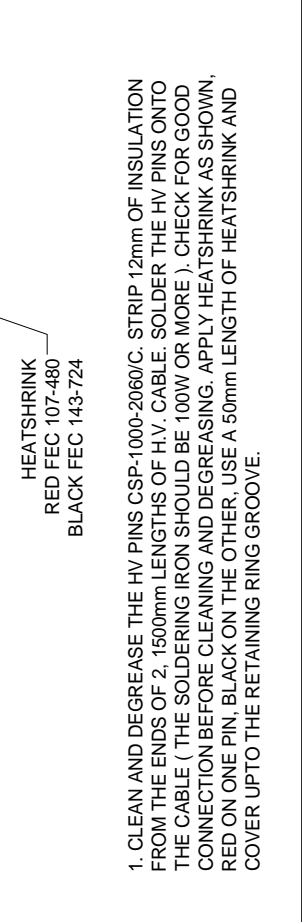 HEATSHRINK
RED FEC 107-480
BLACK FEC 143-724
1. CLEAN AND DEGREASE THE HV PINS CSP-1000-2060/C. STRIP 12mm OF INSULATION
FROM THE ENDS OF 2, 1500mm LENGTHS OF H.V. CABLE. SOLDER THE HV PINS ONTO
THE CABLE ( THE SOLDERING IRON SHOULD BE 100W OR MORE ). CHECK FOR GOOD
CONNECTION BEFORE CLEANING AND DEGREASING. APPLY HEATSHRINK AS SHOWN,
RED ON ONE PIN, BLACK ON THE OTHER, USE A 50mm LENGTH OF HEATSHRINK AND
COVER UPTO THE RETAINING RING GROOVE.